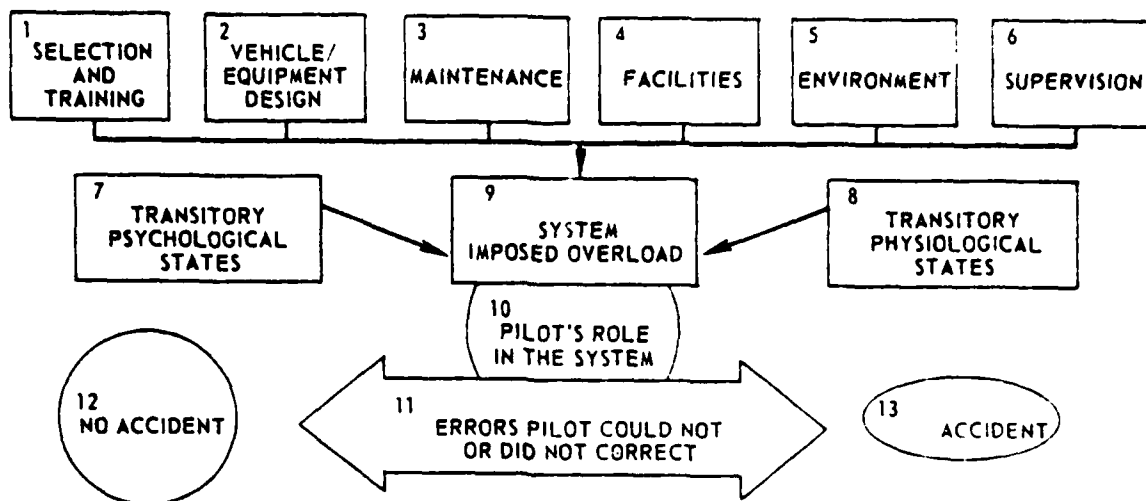 1
SELECTION
AND
TRAINING
2
VEHICLE/
EQUIPMENT
DESIGN
3
MAINTENANCE
4
FACILITIES
5
ENVIRONMENT
6
SUPERVISION
7
TRANSITORY
PSYCHOLOGICAL
STATES
9
SYSTEM
IMPOSED OVERLOAD
8
TRANSITORY
PHYSIOLOGICAL
STATES
10
PILOT'S ROLE
IN THE SYSTEM
12
NO ACCIDENT
11
ERRORS PILOT COULD NOT
OR DID NOT CORRECT
13
ACCIDENT